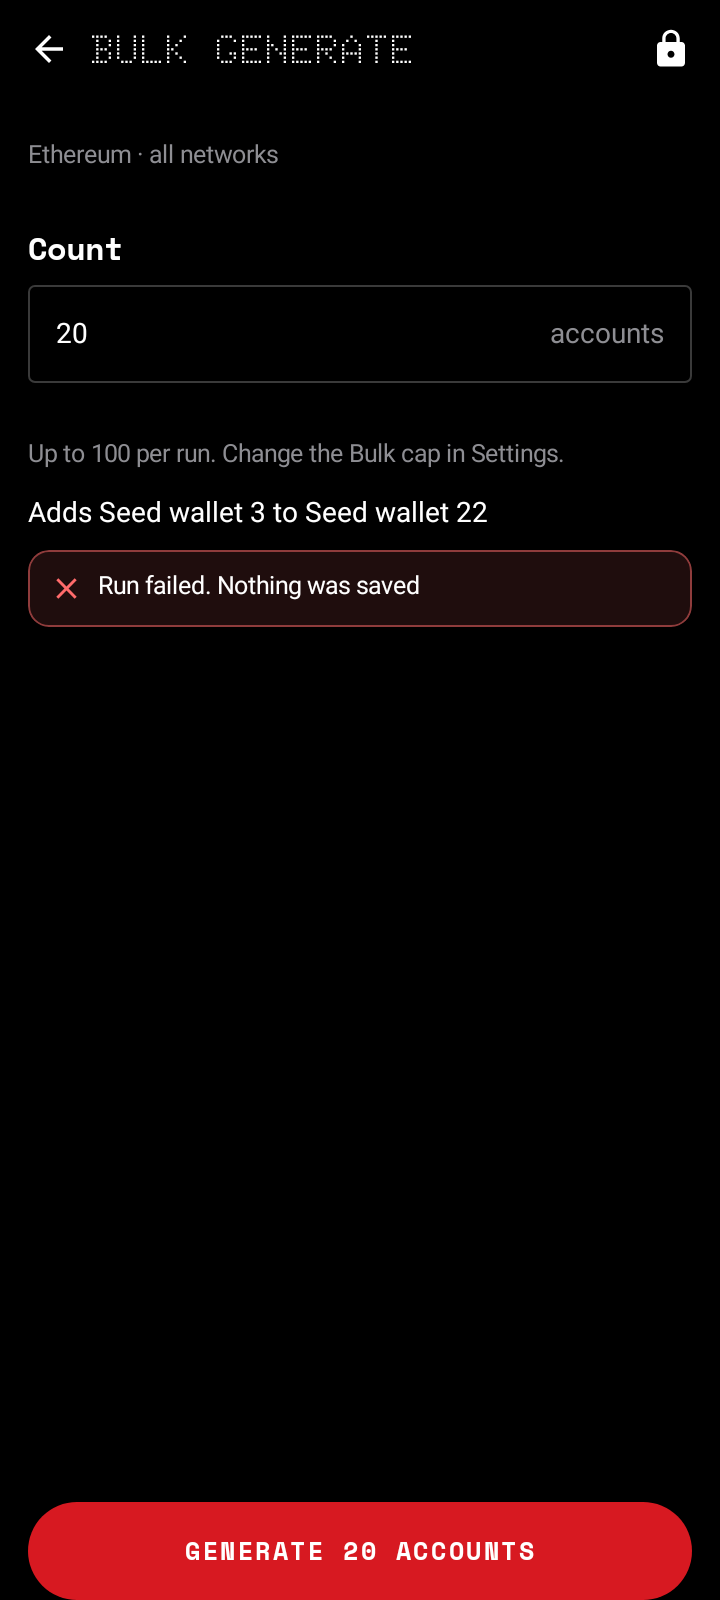 BULK GENERATE
Ethereum · all networks
Count
20 accounts
Up to 100 per run. Change the Bulk cap in Settings.
Adds Seed wallet 3 to Seed wallet 22
Run failed. Nothing was saved
GENERATE 20 ACCOUNTS